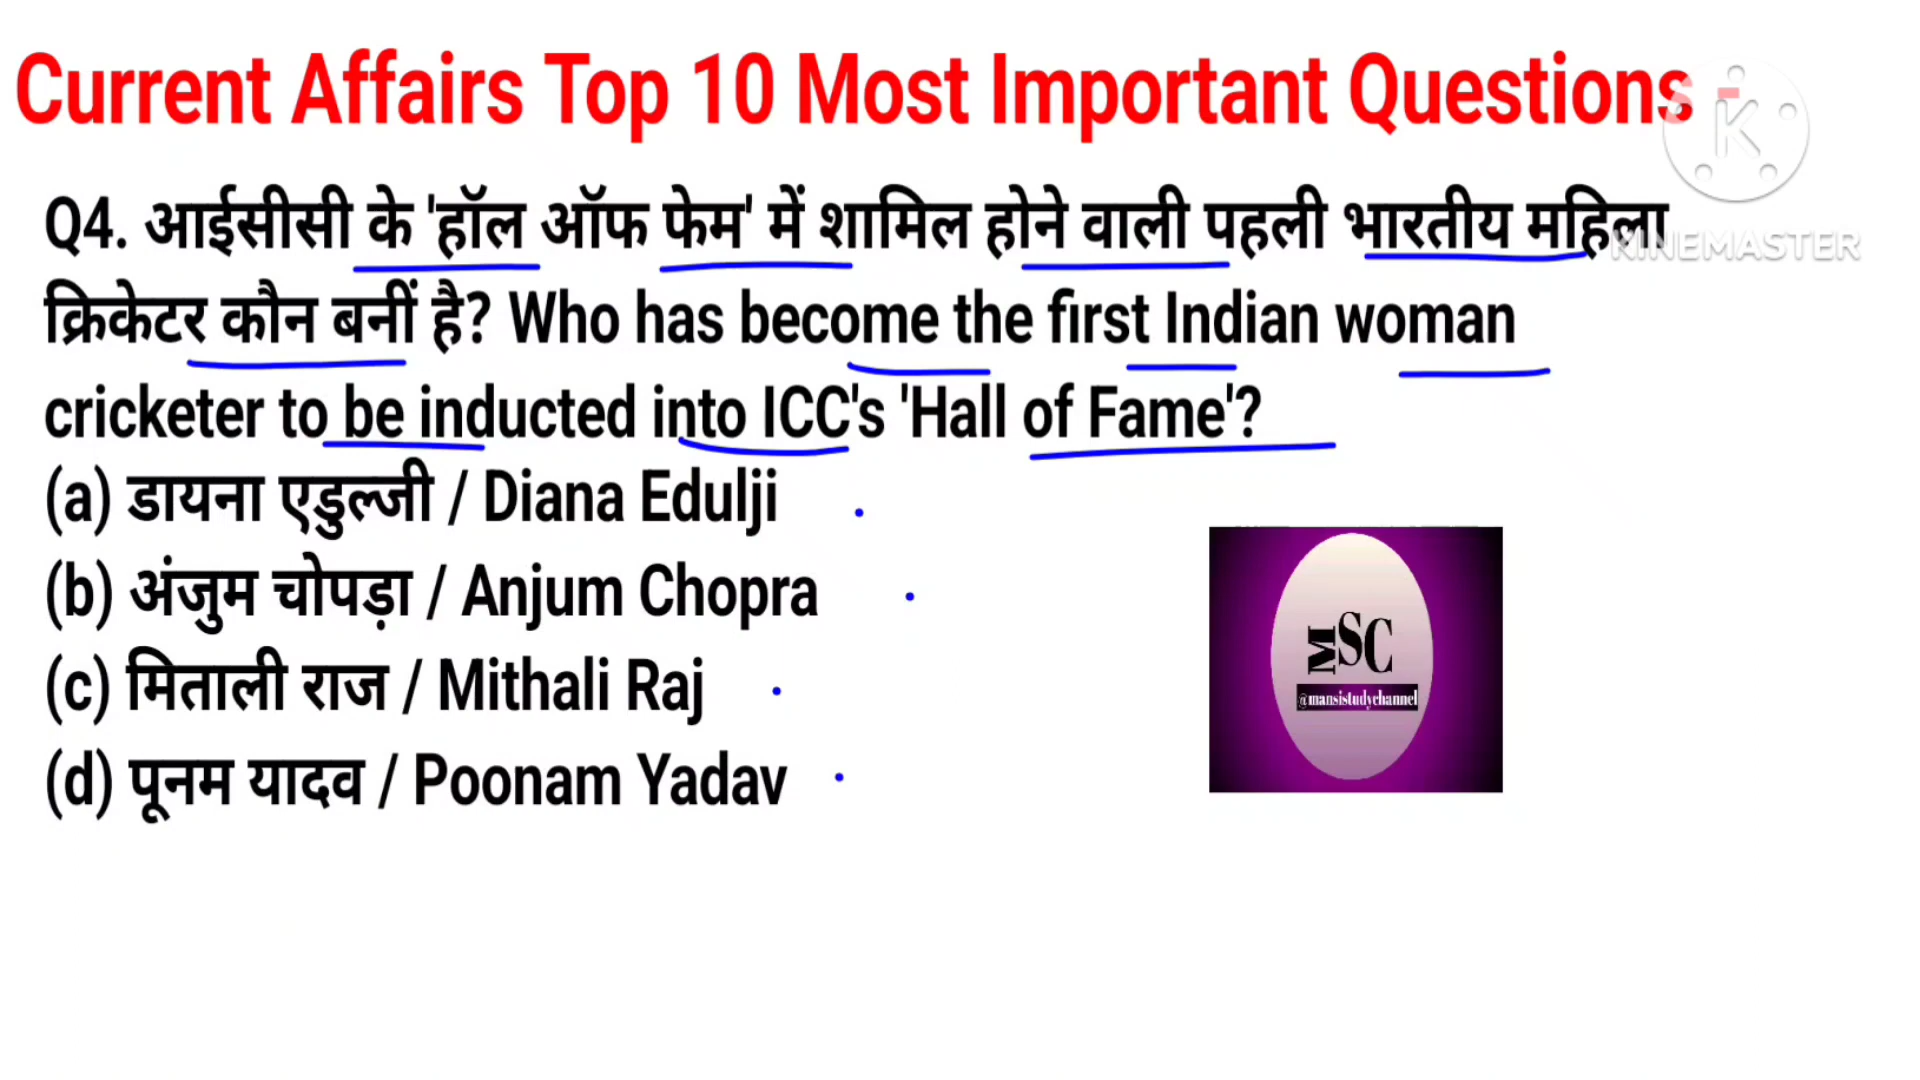 Current Affairs Top 10 Most Important Questions
Q4. आईसीसी के 'हॉल ऑफ फेम' में शामिल होने वाली पहली भारतीय महिला
KINEMASTER
क्रिकेटर कौन बनीं है? Who has become the first Indian woman
cricketer to be inducted into ICC's 'Hall of Fame'?
(a) डायना एडुल्जी / Diana Edulji
(b) अंजुम चोपड़ा / Anjum Chopra
(c) मिताली राज / Mithali Raj
(d) पूनम यादव / Poonam Yadav
MSC
@mansistudychannel